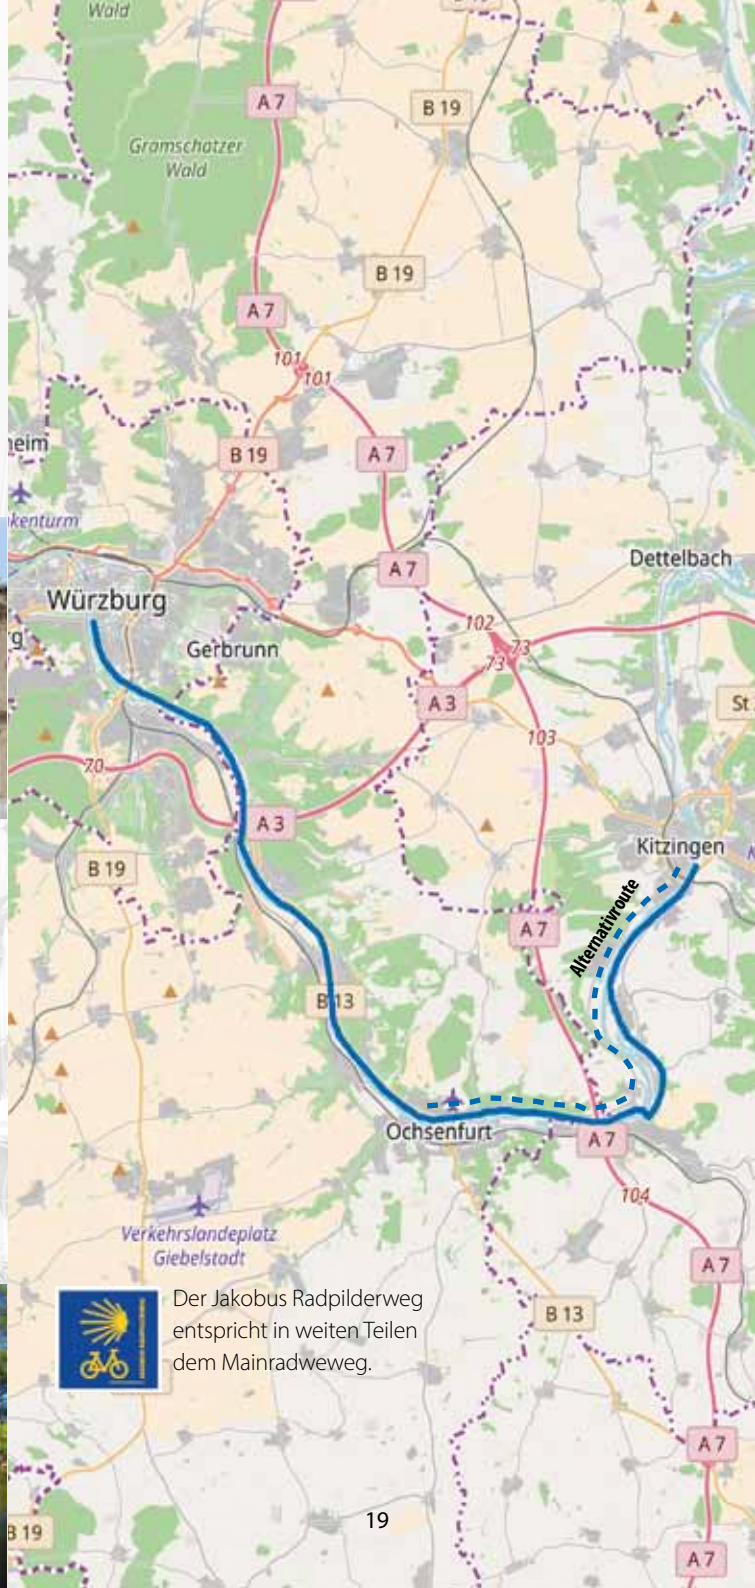 Wald
B 19
A 7
B 19
Gramschatzer
Wald
B 19
A 7
101
101
eim
B 19
A 7
kenturm
A 7
Dettelbach
Würzburg
102
73
73
rg
Gerbrunn
A 3
St
103
70
A 3
Kitzingen
K
B 19
Alternativroute
A 7
B 13
Ochsenfurt
A 7
104
Verkehrslandeplatz
Giebelstadt
A 7
Der Jakobus Radpilderweg
entspricht in weiten Teilen
dem Mainradweweg.
B 13
A 7
19
B 19
A 7